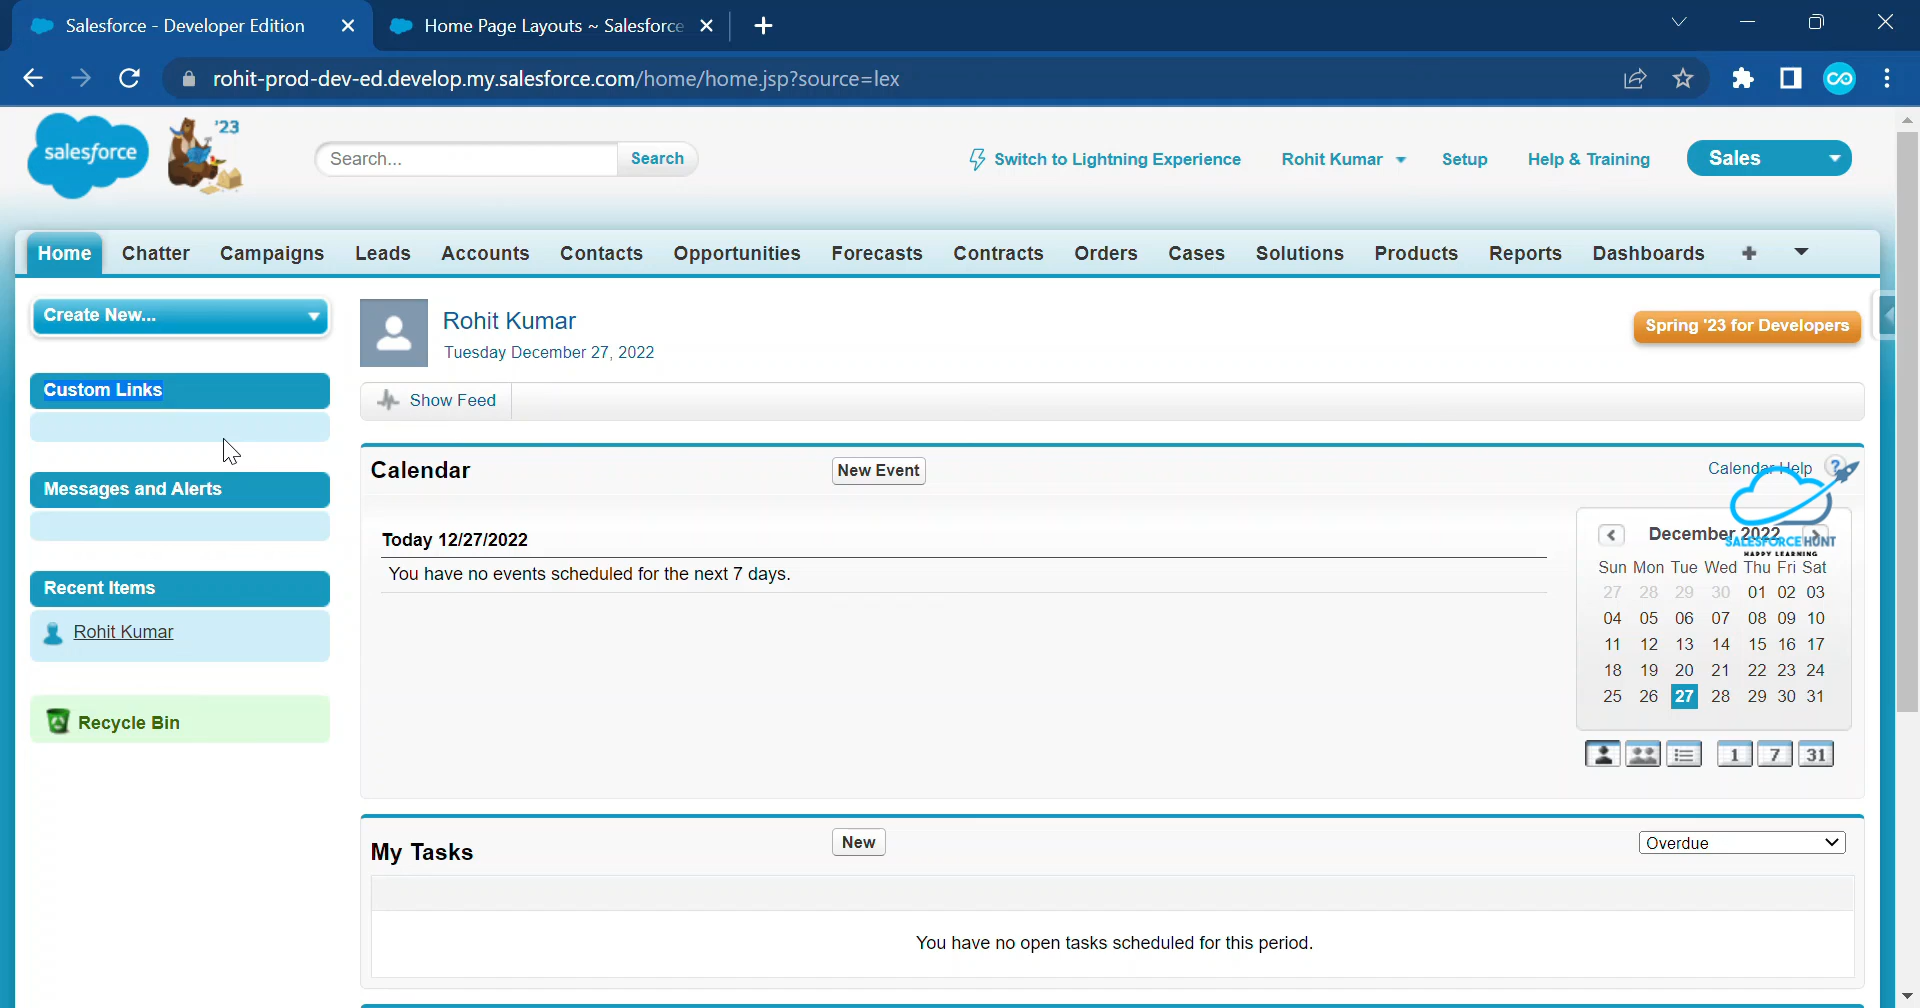 Salesforce - Developer Edition
Home Page Layouts ~ Salesforce
rohit-prod-dev-ed.develop.my.salesforce.com/home/home.jsp?source=lex
salesforce
'23
Search...
Search
Switch to Lightning Experience
Rohit Kumar
Setup
Help & Training
Sales
Home
Chatter
Campaigns
Leads
Accounts
Contacts
Opportunities
Forecasts
Contracts
Orders
Cases
Solutions
Products
Reports
Dashboards
Create New...
Custom Links
Messages and Alerts
Recent Items
Rohit Kumar
Recycle Bin
Rohit Kumar
Tuesday December 27, 2022
Spring '23 for Developers
Show Feed
Calendar
New Event
Calendar Help ?
Today 12/27/2022
You have no events scheduled for the next 7 days.
December 2022
SALESFORCE HUNT
HAPPY LEARNING
Sun Mon Tue Wed Thu Fri Sat
27 28 29 30 01 02 03
04 05 06 07 08 09 10
11 12 13 14 15 16 17
18 19 20 21 22 23 24
25 26 27 28 29 30 31
1 7 31
My Tasks
New
Overdue
You have no open tasks scheduled for this period.